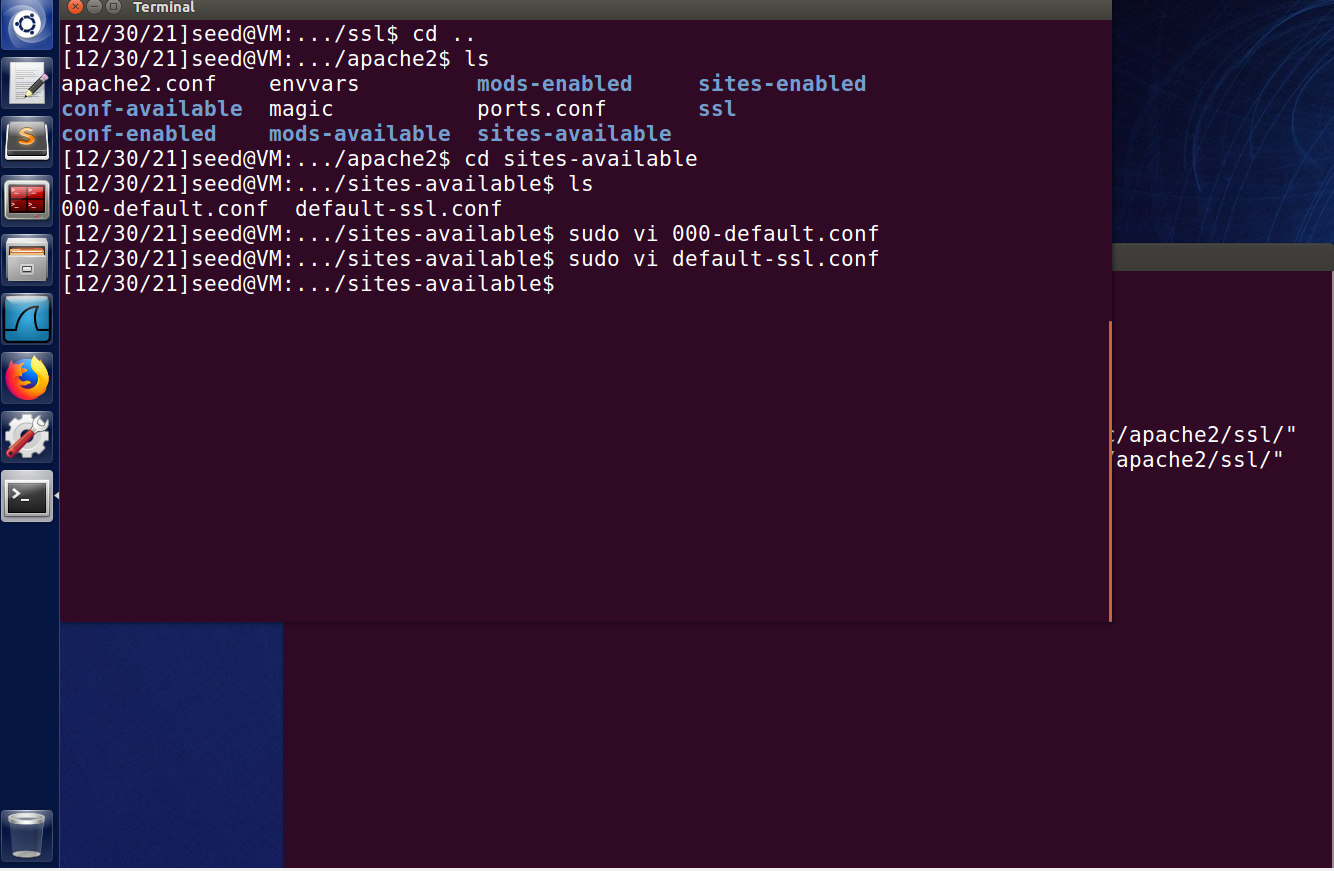 Terminal
[12/30/21]seed@VM:.../ssl$ cd ..
[12/30/21]seed@VM:.../apache2$ ls
apache2.conf    envvars         mods-enabled     sites-enabled
conf-available  magic           ports.conf       ssl
conf-enabled    mods-available  sites-available
[12/30/21]seed@VM:.../apache2$ cd sites-available
[12/30/21]seed@VM:.../sites-available$ ls
000-default.conf  default-ssl.conf
[12/30/21]seed@VM:.../sites-available$ sudo vi 000-default.conf
[12/30/21]seed@VM:.../sites-available$ sudo vi default-ssl.conf
[12/30/21]seed@VM:.../sites-available$
/apache2/ssl/"
/apache2/ssl/"